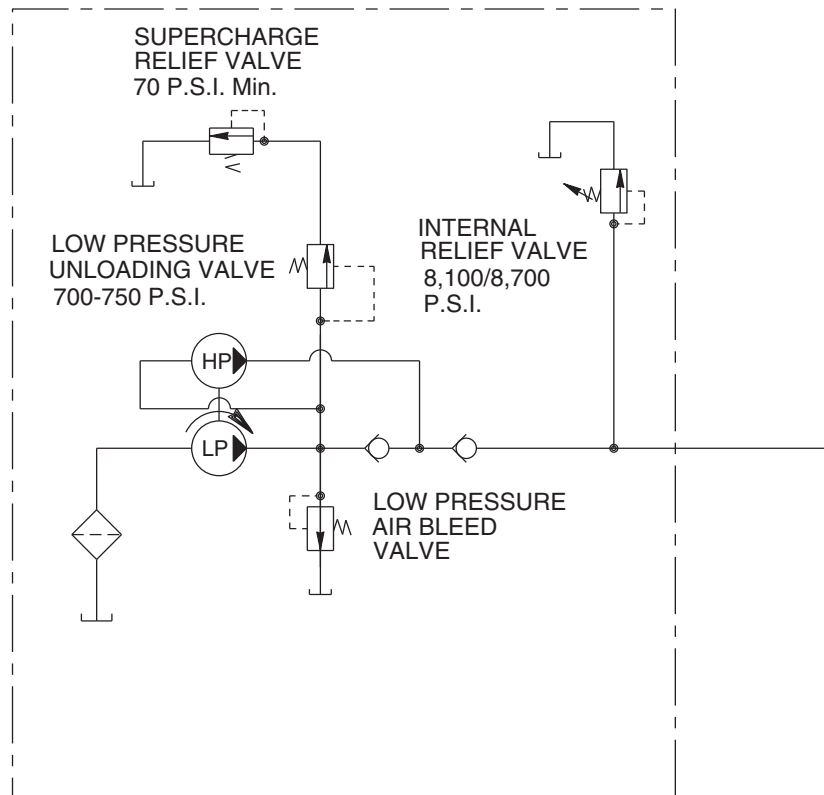 SUPERCHARGE
RELIEF VALVE
70 P.S.I. Min.
LOW PRESSURE
UNLOADING VALVE
700-750 P.S.I.
INTERNAL
RELIEF VALVE
8,100/8,700
P.S.I.
HP
LP
LOW PRESSURE
AIR BLEED
VALVE